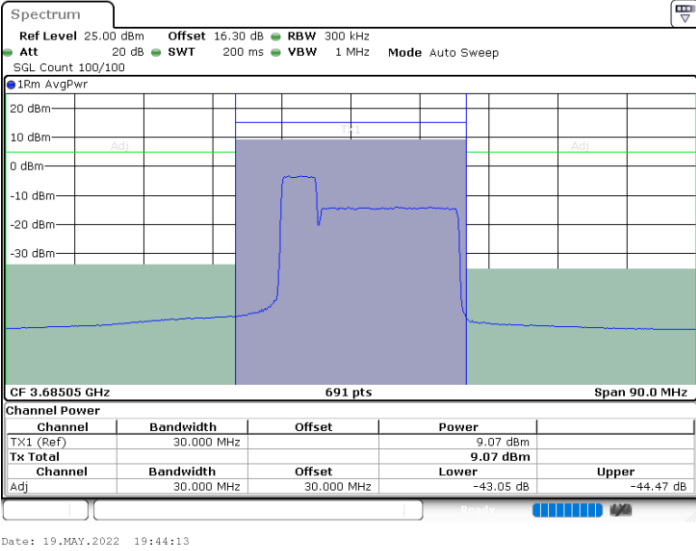 Spectrum
Ref Level 25.00 dBm Offset 16.30 dB RBW 300 kHz
Att 20 dB SWT 200 ms VBW 1 MHz Mode Auto Sweep
SGL Count 100/100
1Rm AvgPwr
20 dBm
TX1
10 dBm
Adj Adj
0 dBm
-10 dBm
-20 dBm
-30 dBm
CF 3.68505 GHz 691 pts Span 90.0 MHz
Channel Power
Channel Bandwidth Offset Power
TX1 (Ref) 30.000 MHz 9.07 dBm
Tx Total 9.07 dBm
Channel Bandwidth Offset Lower Upper
Adj 30.000 MHz 30.000 MHz -43.05 dB -44.47 dB
Ready
Date: 19.MAY.2022 19:44:13